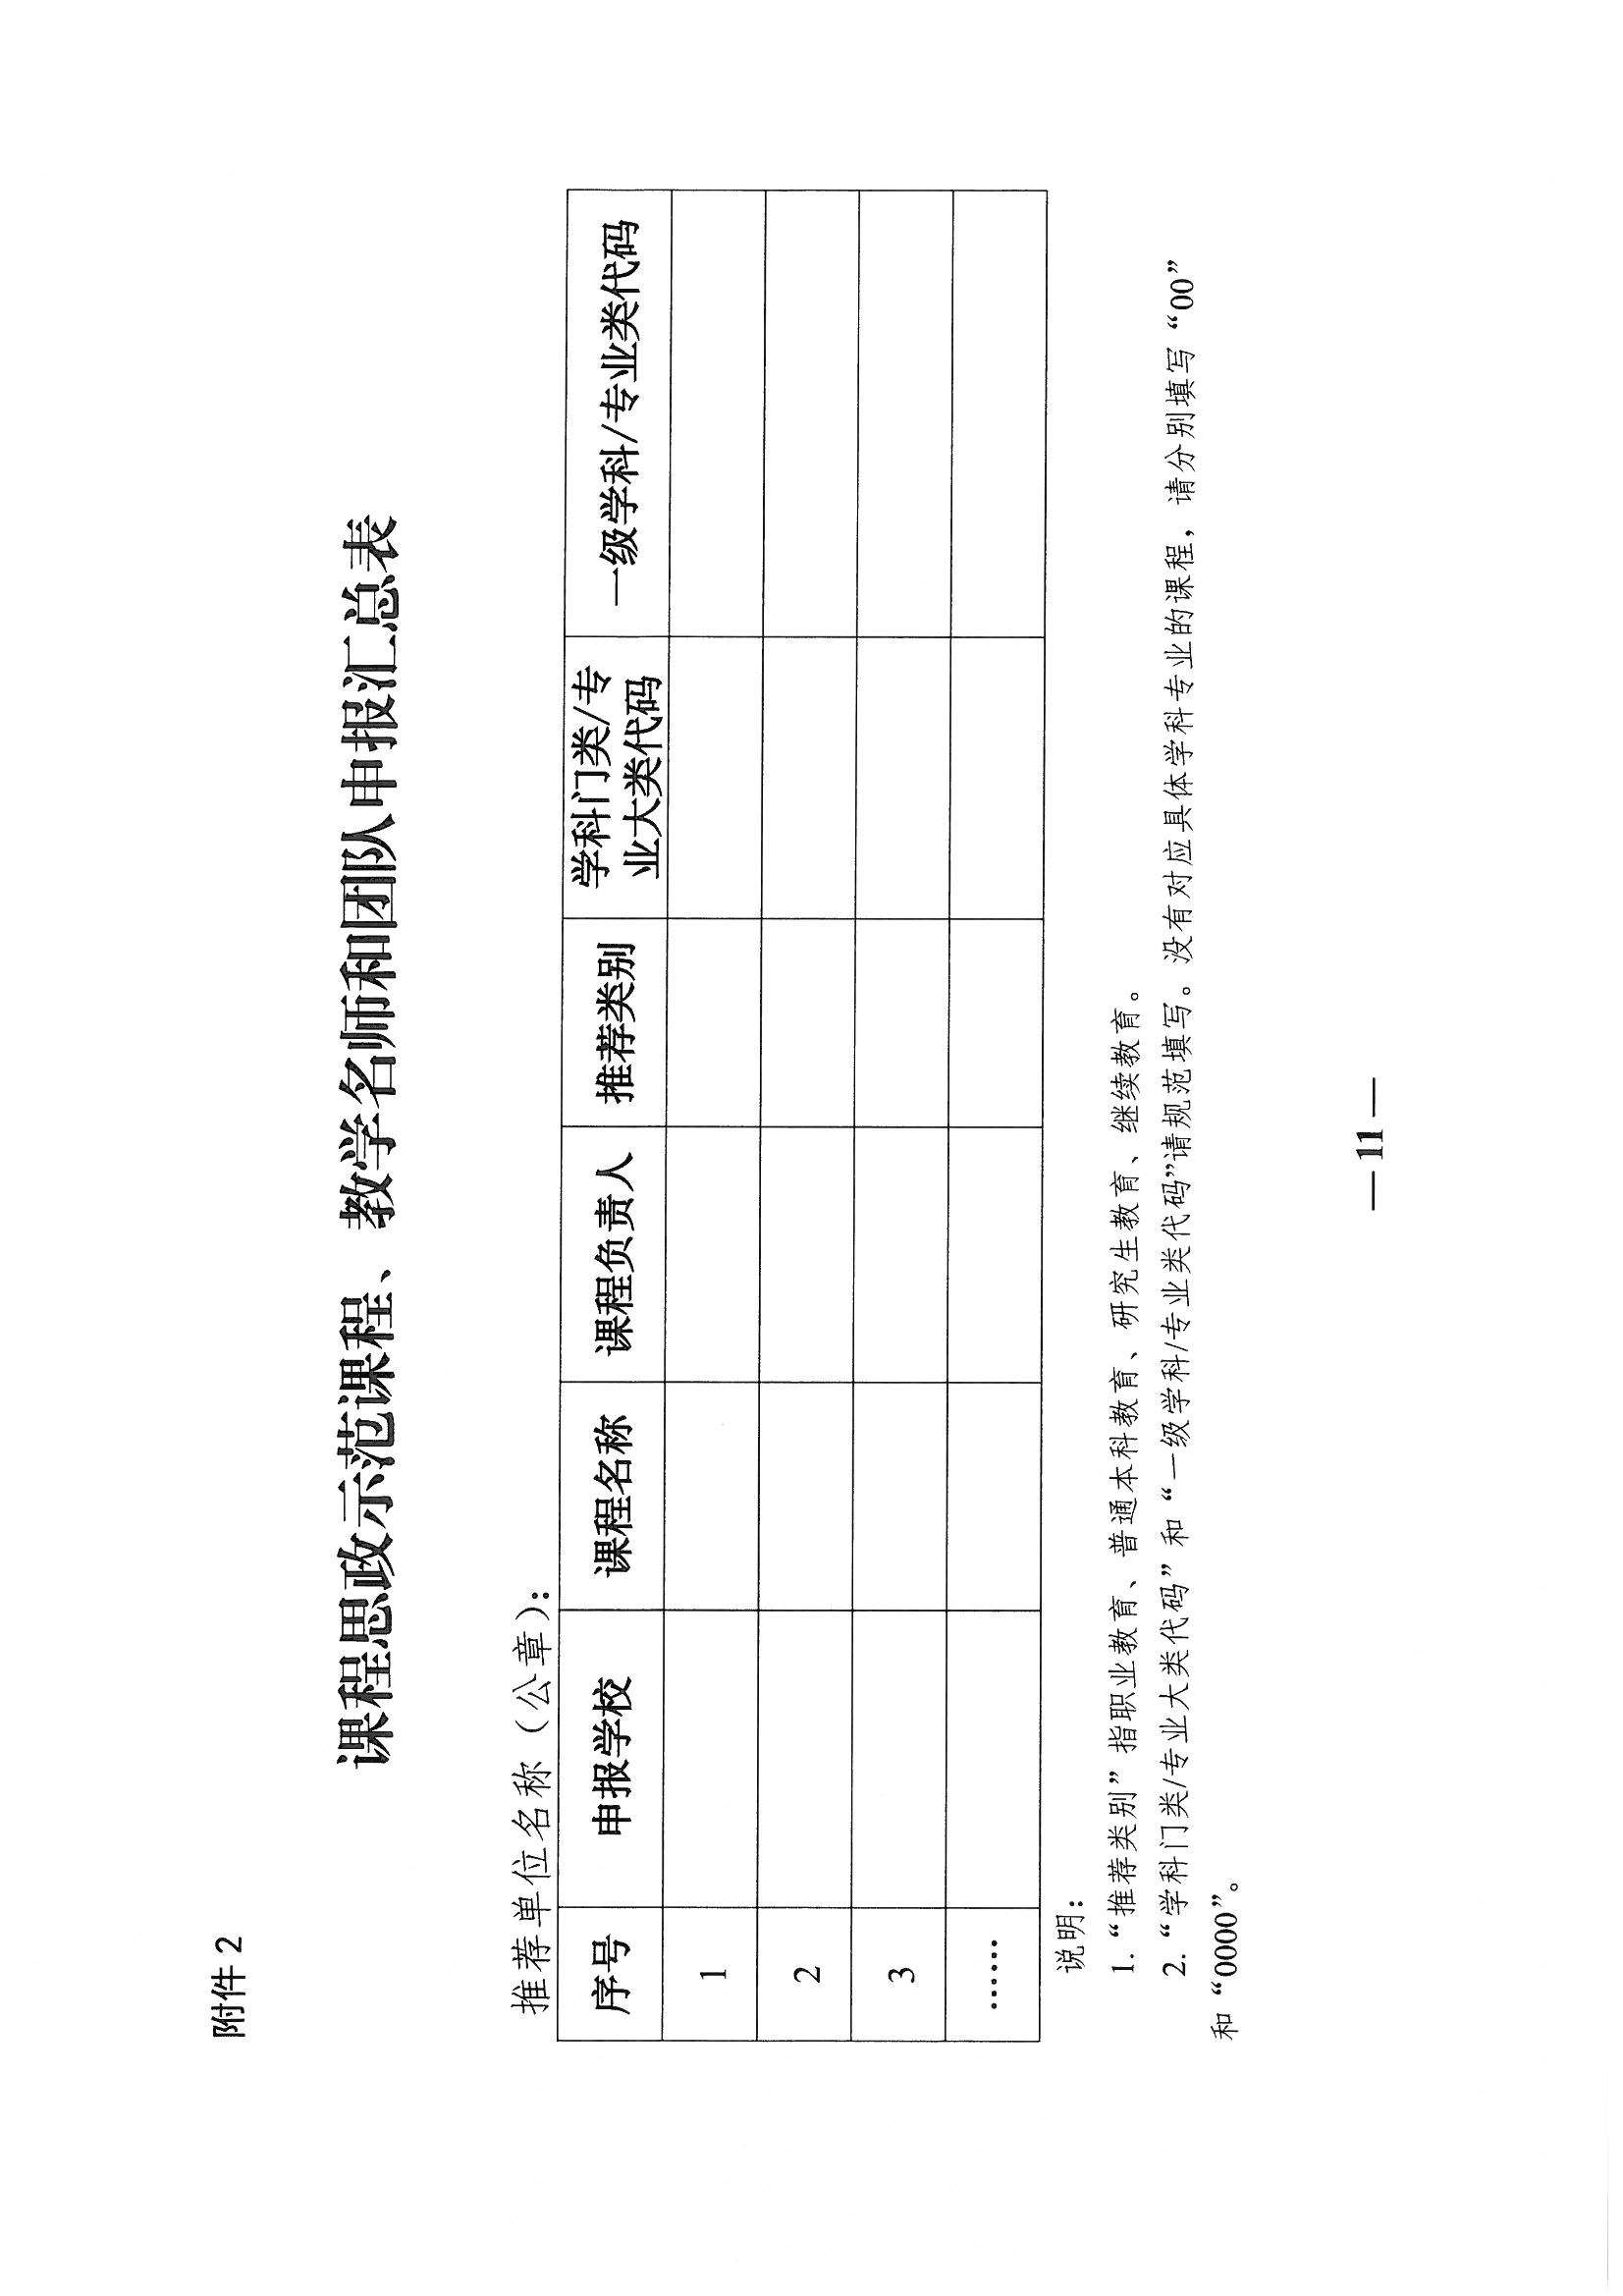 附件 2
课程思政示范课程、教学名师和团队申报汇总表
推荐单位名称（公章）：
序号 申报学校 课程名称 课程负责人 推荐类别 学科门类/专业大类代码 一级学科/专业类代码
1
2
3
……
说明：
1. “推荐类别”指职业教育、普通本科教育、研究生教育、继续教育。
2. “学科门类/专业大类代码”和“一级学科/专业类代码”请规范填写。没有对应具体学科专业的课程，请分别填写“00”
和“0000”。
— 11 —